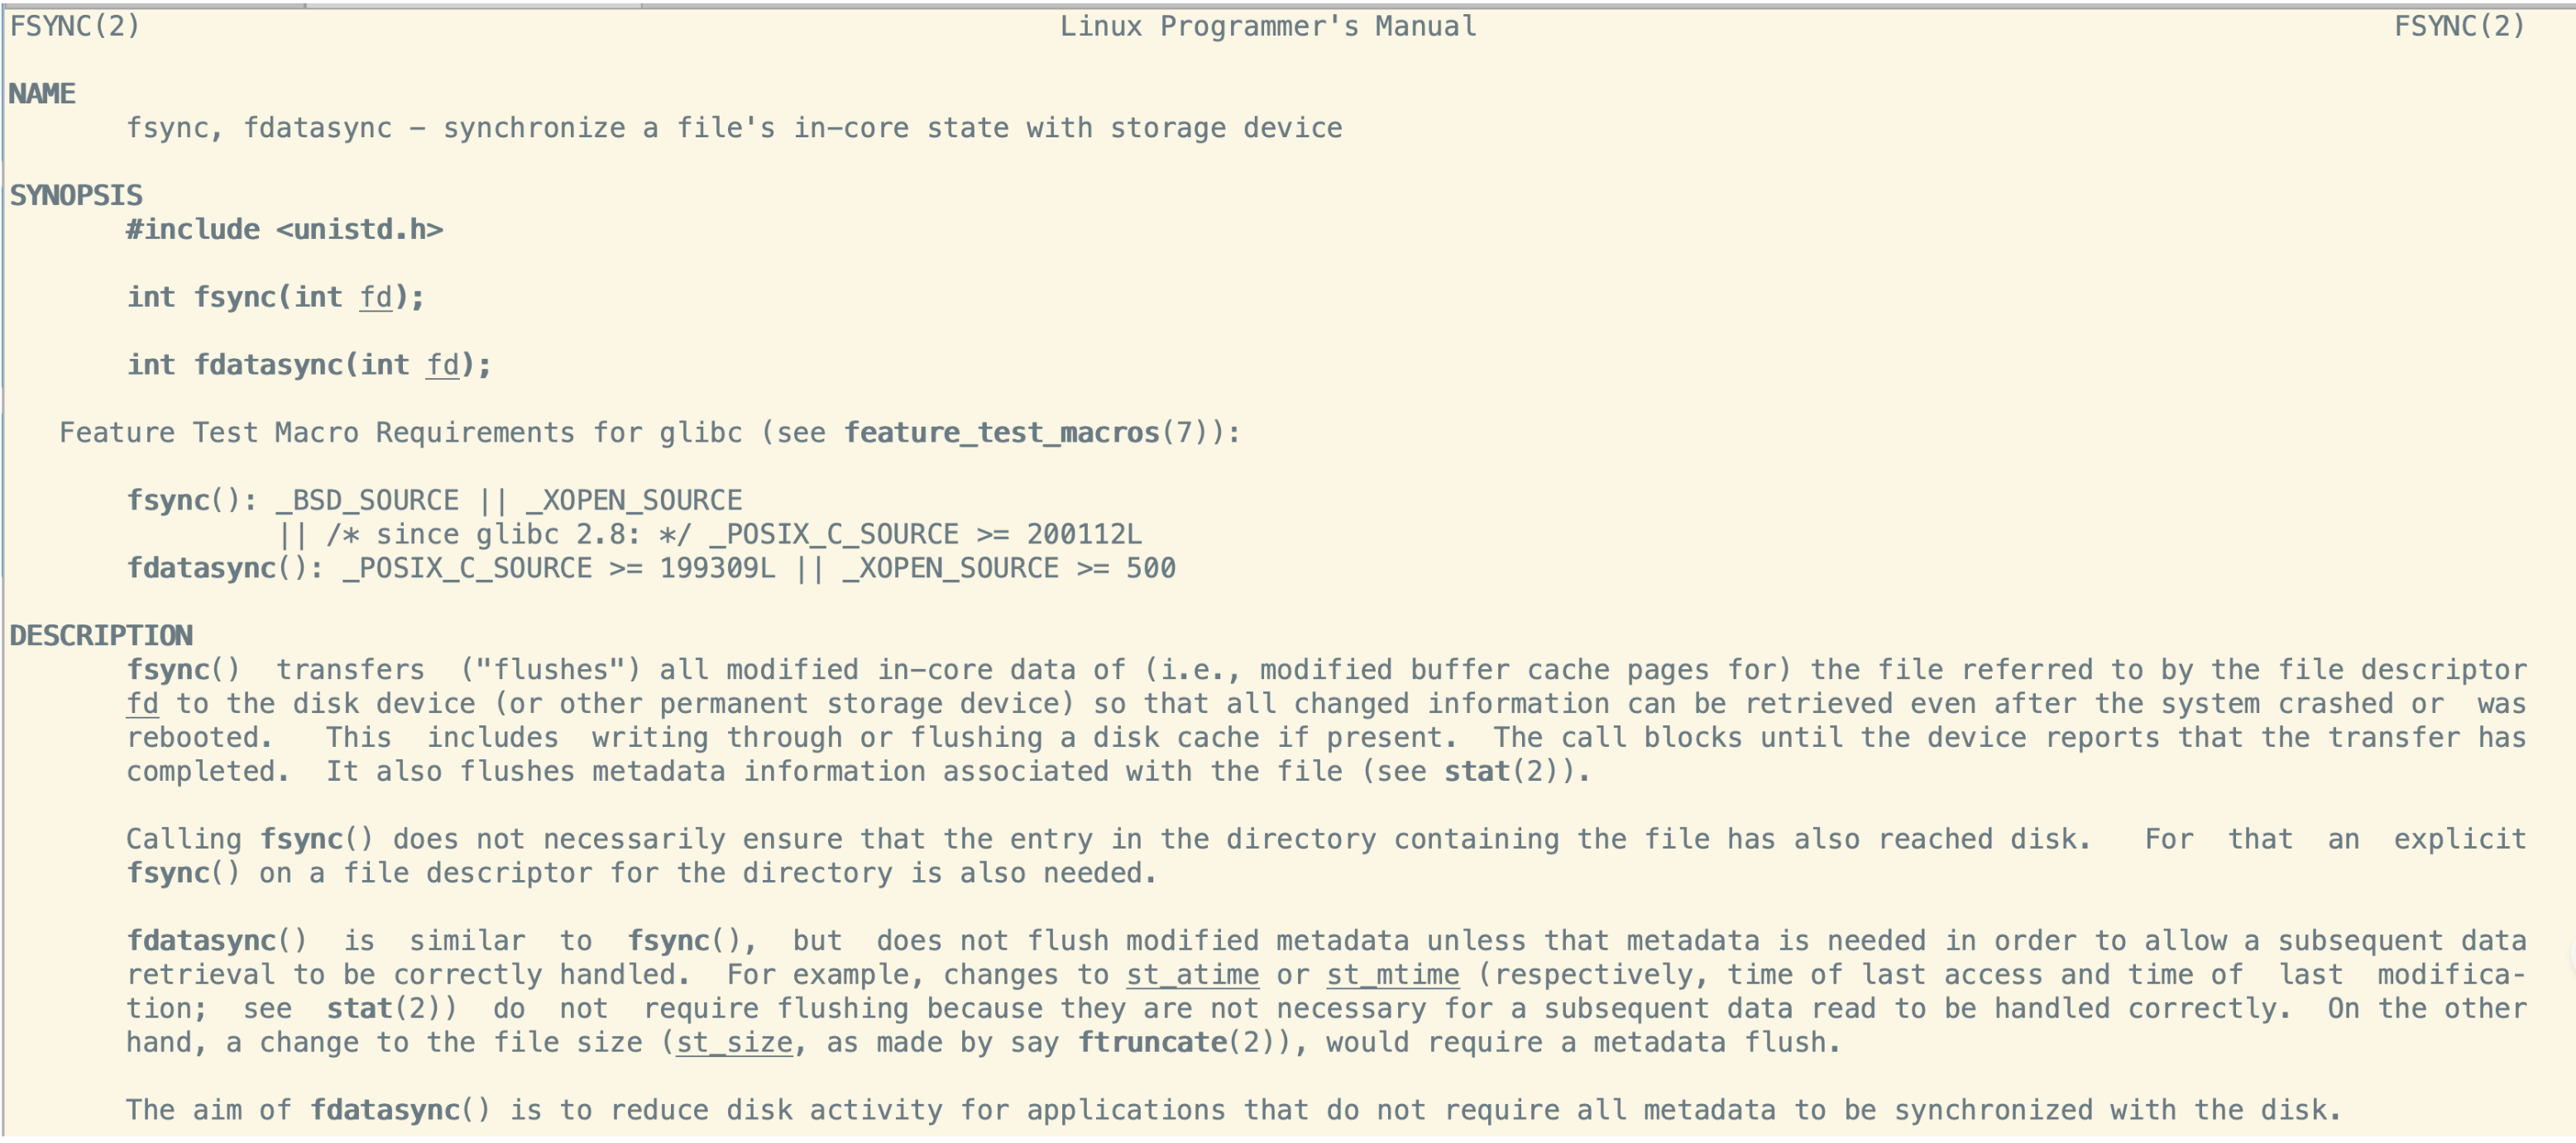 FSYNC(2) Linux Programmer's Manual FSYNC(2)
NAME
fsync, fdatasync – synchronize a file's in–core state with storage device
SYNOPSIS
#include <unistd.h>
int fsync(int fd);
int fdatasync(int fd);
Feature Test Macro Requirements for glibc (see feature_test_macros(7)):
fsync(): _BSD_SOURCE || _XOPEN_SOURCE
|| /* since glibc 2.8: */ _POSIX_C_SOURCE >= 200112L
fdatasync(): _POSIX_C_SOURCE >= 199309L || _XOPEN_SOURCE >= 500
DESCRIPTION
fsync() transfers ("flushes") all modified in–core data of (i.e., modified buffer cache pages for) the file referred to by the file descriptor
fd to the disk device (or other permanent storage device) so that all changed information can be retrieved even after the system crashed or was
rebooted. This includes writing through or flushing a disk cache if present. The call blocks until the device reports that the transfer has
completed. It also flushes metadata information associated with the file (see stat(2)).
Calling fsync() does not necessarily ensure that the entry in the directory containing the file has also reached disk. For that an explicit
fsync() on a file descriptor for the directory is also needed.
fdatasync() is similar to fsync(), but does not flush modified metadata unless that metadata is needed in order to allow a subsequent data
retrieval to be correctly handled. For example, changes to st_atime or st_mtime (respectively, time of last access and time of last modifica-
tion; see stat(2)) do not require flushing because they are not necessary for a subsequent data read to be handled correctly. On the other
hand, a change to the file size (st_size, as made by say ftruncate(2)), would require a metadata flush.
The aim of fdatasync() is to reduce disk activity for applications that do not require all metadata to be synchronized with the disk.